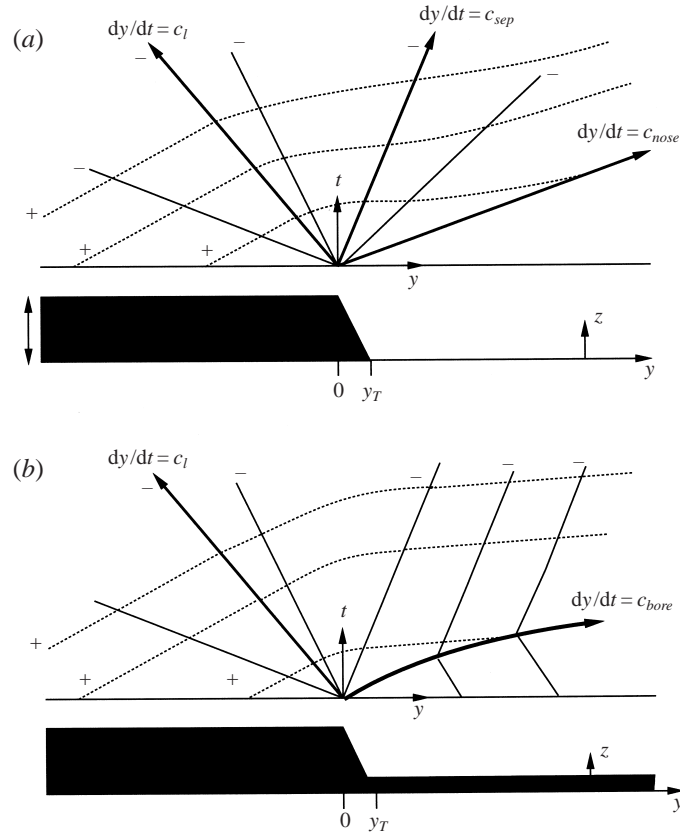 (a)
dy/dt = c_l
dy/dt = c_sep
dy/dt = c_nose
– – – – –
+ + +
t
y
z
y
0 y_T
(b)
dy/dt = c_l
dy/dt = c_bore
– – – – –
+ + +
t
y
z
y
0 y_T